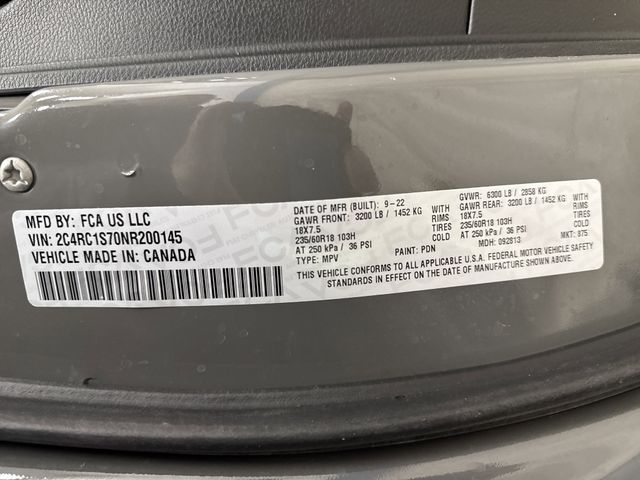 MFD BY: FCA US LLC
VIN: 2C4RC1S70NR200145
VEHICLE MADE IN: CANADA
DATE OF MFR (BUILT): 9-22
GVWR: 6300 LB / 2858 KG
GAWR FRONT: 3200 LB / 1452 KG WITH
18X7.5 RIMS
235/60R18 103H TIRES
AT 250 kPa / 36 PSI COLD
GAWR REAR: 3200 LB / 1452 KG WITH
18X7.5 RIMS
235/60R18 103H TIRES
AT 250 kPa / 36 PSI COLD
TYPE: MPV PAINT: PDN MDH: 092813 MKT: 875
THIS VEHICLE CONFORMS TO ALL APPLICABLE U.S.A. FEDERAL MOTOR VEHICLE SAFETY
STANDARDS IN EFFECT ON THE DATE OF MANUFACTURE SHOWN ABOVE.